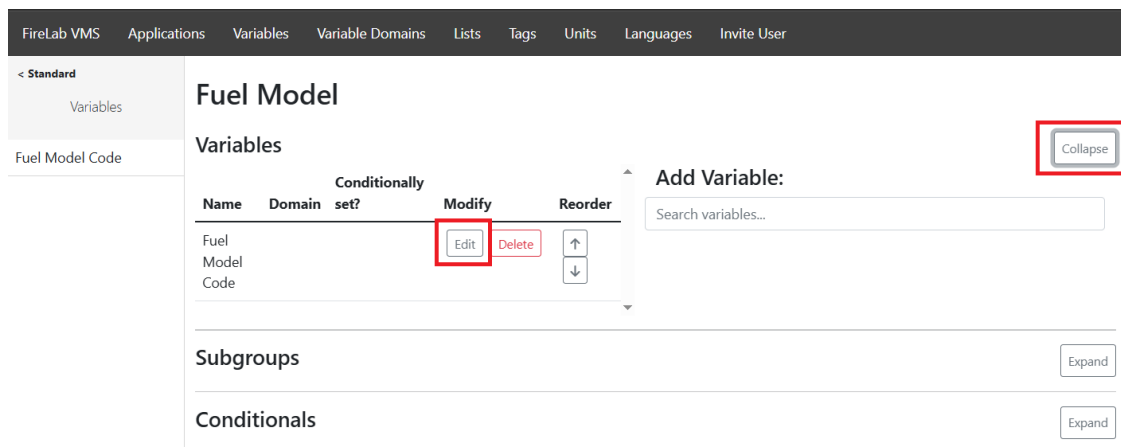 FireLab VMS Applications Variables Variable Domains Lists Tags Units Languages Invite User
< Standard
Variables
Fuel Model Code
Fuel Model
Variables
Collapse
Name Domain Conditionally set? Modify Reorder
Fuel
Model
Code
Edit Delete
Add Variable:
Search variables...
Subgroups
Expand
Conditionals
Expand